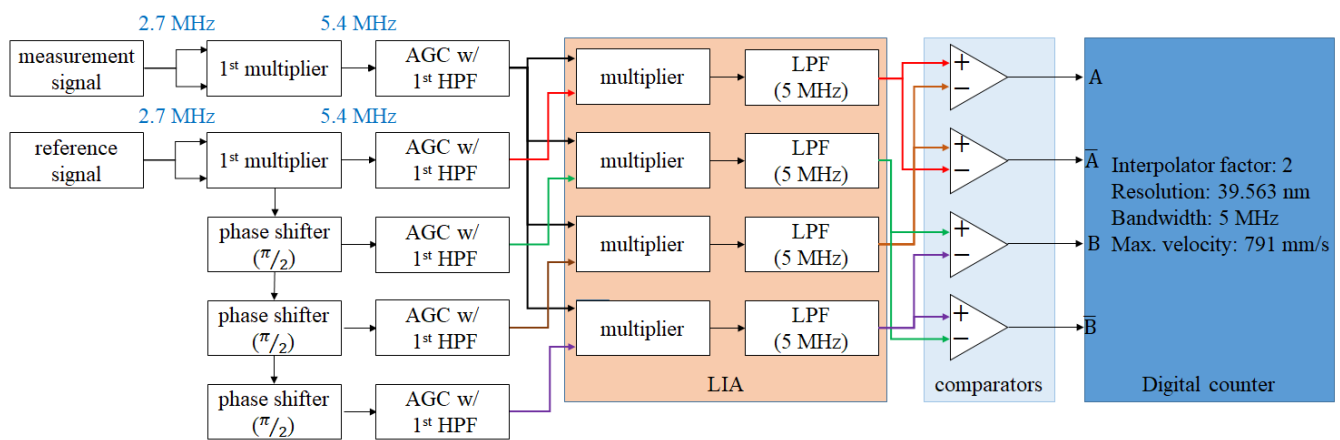 2.7 MHz
5.4 MHz
measurement
signal
1st multiplier
AGC w/
1st HPF
multiplier
LPF
(5 MHz)
+
−
A
2.7 MHz
5.4 MHz
reference
signal
1st multiplier
AGC w/
1st HPF
multiplier
LPF
(5 MHz)
+
−
A̅
Interpolator factor: 2
Resolution: 39.563 nm
Bandwidth: 5 MHz
Max. velocity: 791 mm/s
phase shifter
(π/2)
AGC w/
1st HPF
multiplier
LPF
(5 MHz)
+
−
B
phase shifter
(π/2)
AGC w/
1st HPF
multiplier
LPF
(5 MHz)
+
−
B̅
phase shifter
(π/2)
AGC w/
1st HPF
LIA
comparators
Digital counter